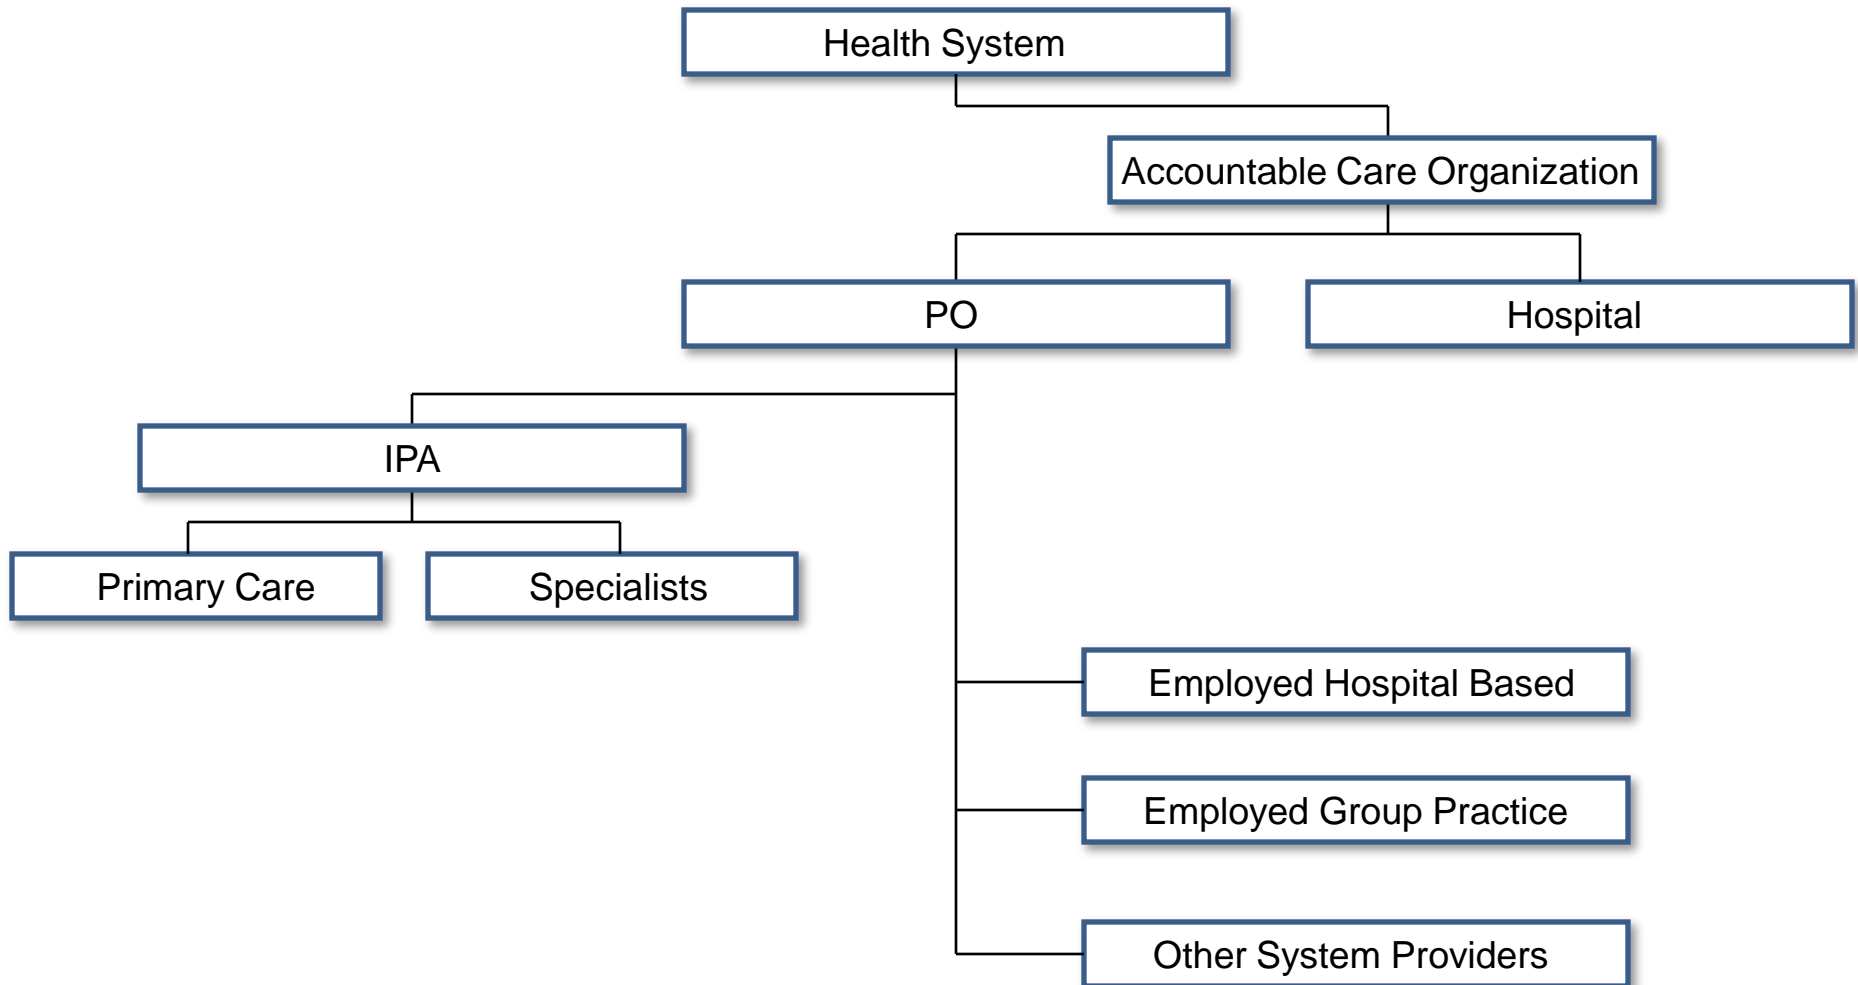 Health System
Accountable Care Organization
PO
Hospital
IPA
Primary Care
Specialists
Employed Hospital Based
Employed Group Practice
Other System Providers